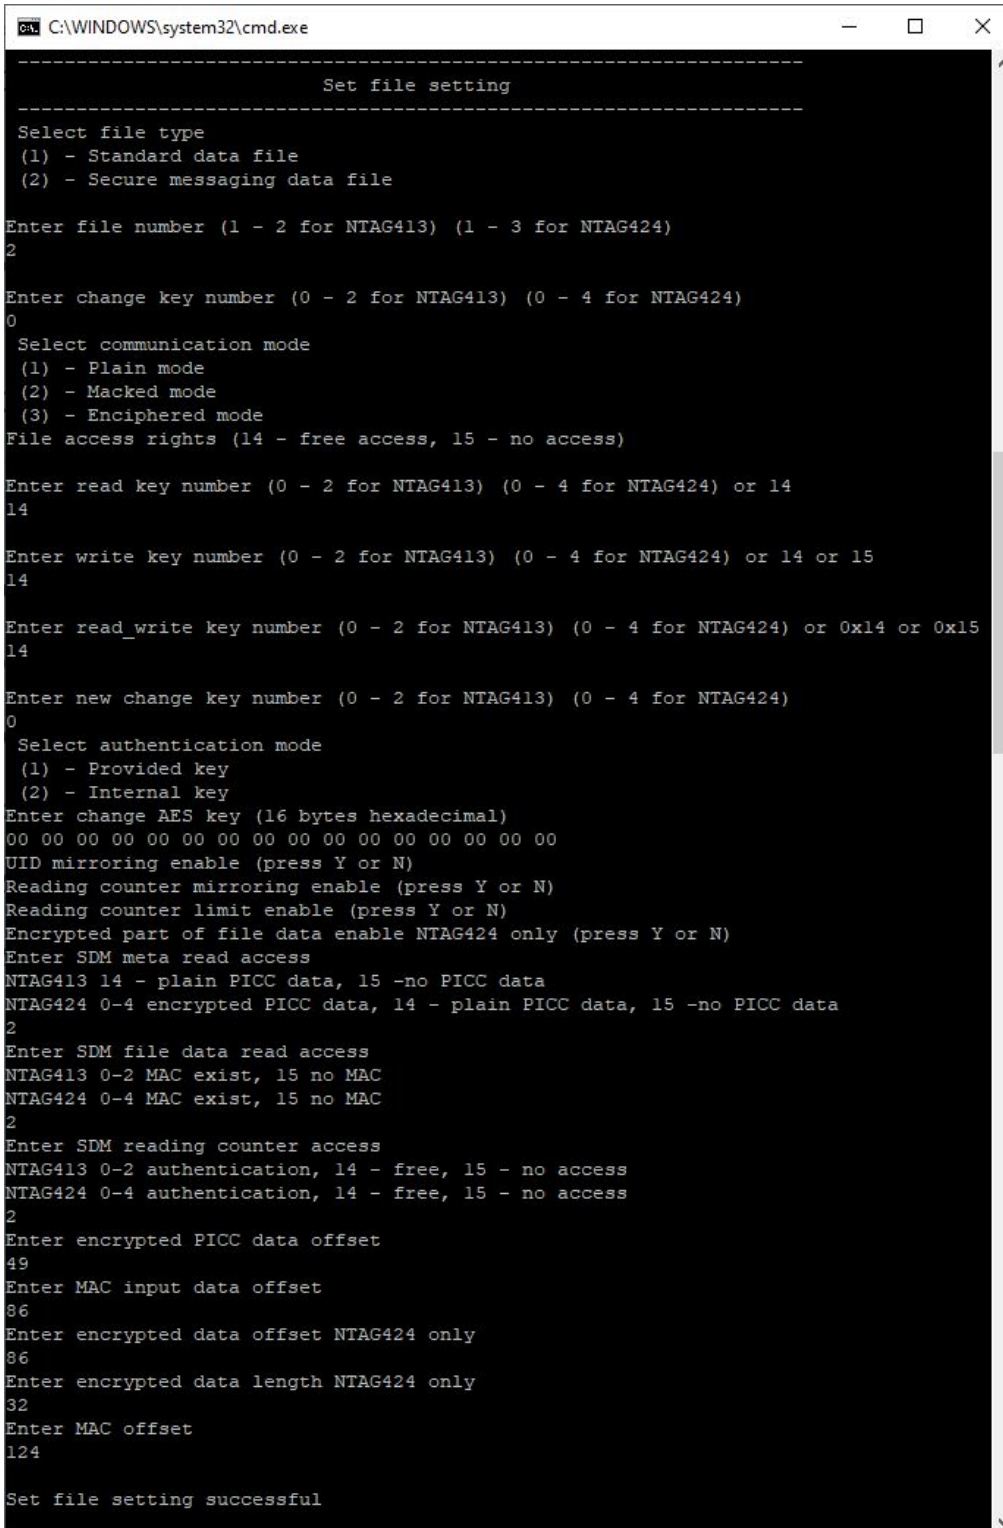 C:\WINDOWS\system32\cmd.exe
-------------------------------------------------------------------
Set file setting
-------------------------------------------------------------------
Select file type
(1) - Standard data file
(2) - Secure messaging data file
Enter file number (1 - 2 for NTAG413) (1 - 3 for NTAG424)
2
Enter change key number (0 - 2 for NTAG413) (0 - 4 for NTAG424)
0
Select communication mode
(1) - Plain mode
(2) - Macked mode
(3) - Enciphered mode
File access rights (14 - free access, 15 - no access)
Enter read key number (0 - 2 for NTAG413) (0 - 4 for NTAG424) or 14
14
Enter write key number (0 - 2 for NTAG413) (0 - 4 for NTAG424) or 14 or 15
14
Enter read_write key number (0 - 2 for NTAG413) (0 - 4 for NTAG424) or 0x14 or 0x15
14
Enter new change key number (0 - 2 for NTAG413) (0 - 4 for NTAG424)
0
Select authentication mode
(1) - Provided key
(2) - Internal key
Enter change AES key (16 bytes hexadecimal)
00 00 00 00 00 00 00 00 00 00 00 00 00 00 00 00
UID mirroring enable (press Y or N)
Reading counter mirroring enable (press Y or N)
Reading counter limit enable (press Y or N)
Encrypted part of file data enable NTAG424 only (press Y or N)
Enter SDM meta read access
NTAG413 14 - plain PICC data, 15 -no PICC data
NTAG424 0-4 encrypted PICC data, 14 - plain PICC data, 15 -no PICC data
2
Enter SDM file data read access
NTAG413 0-2 MAC exist, 15 no MAC
NTAG424 0-4 MAC exist, 15 no MAC
2
Enter SDM reading counter access
NTAG413 0-2 authentication, 14 - free, 15 - no access
NTAG424 0-4 authentication, 14 - free, 15 - no access
2
Enter encrypted PICC data offset
49
Enter MAC input data offset
86
Enter encrypted data offset NTAG424 only
86
Enter encrypted data length NTAG424 only
32
Enter MAC offset
124
Set file setting successful